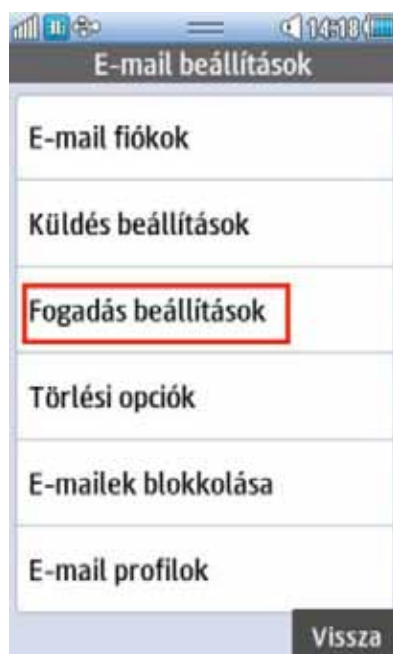 14:18
E-mail beállítások
E-mail fiókok
Küldés beállítások
Fogadás beállítások
Törlési opciók
E-mailek blokkolása
E-mail profilok
Vissza